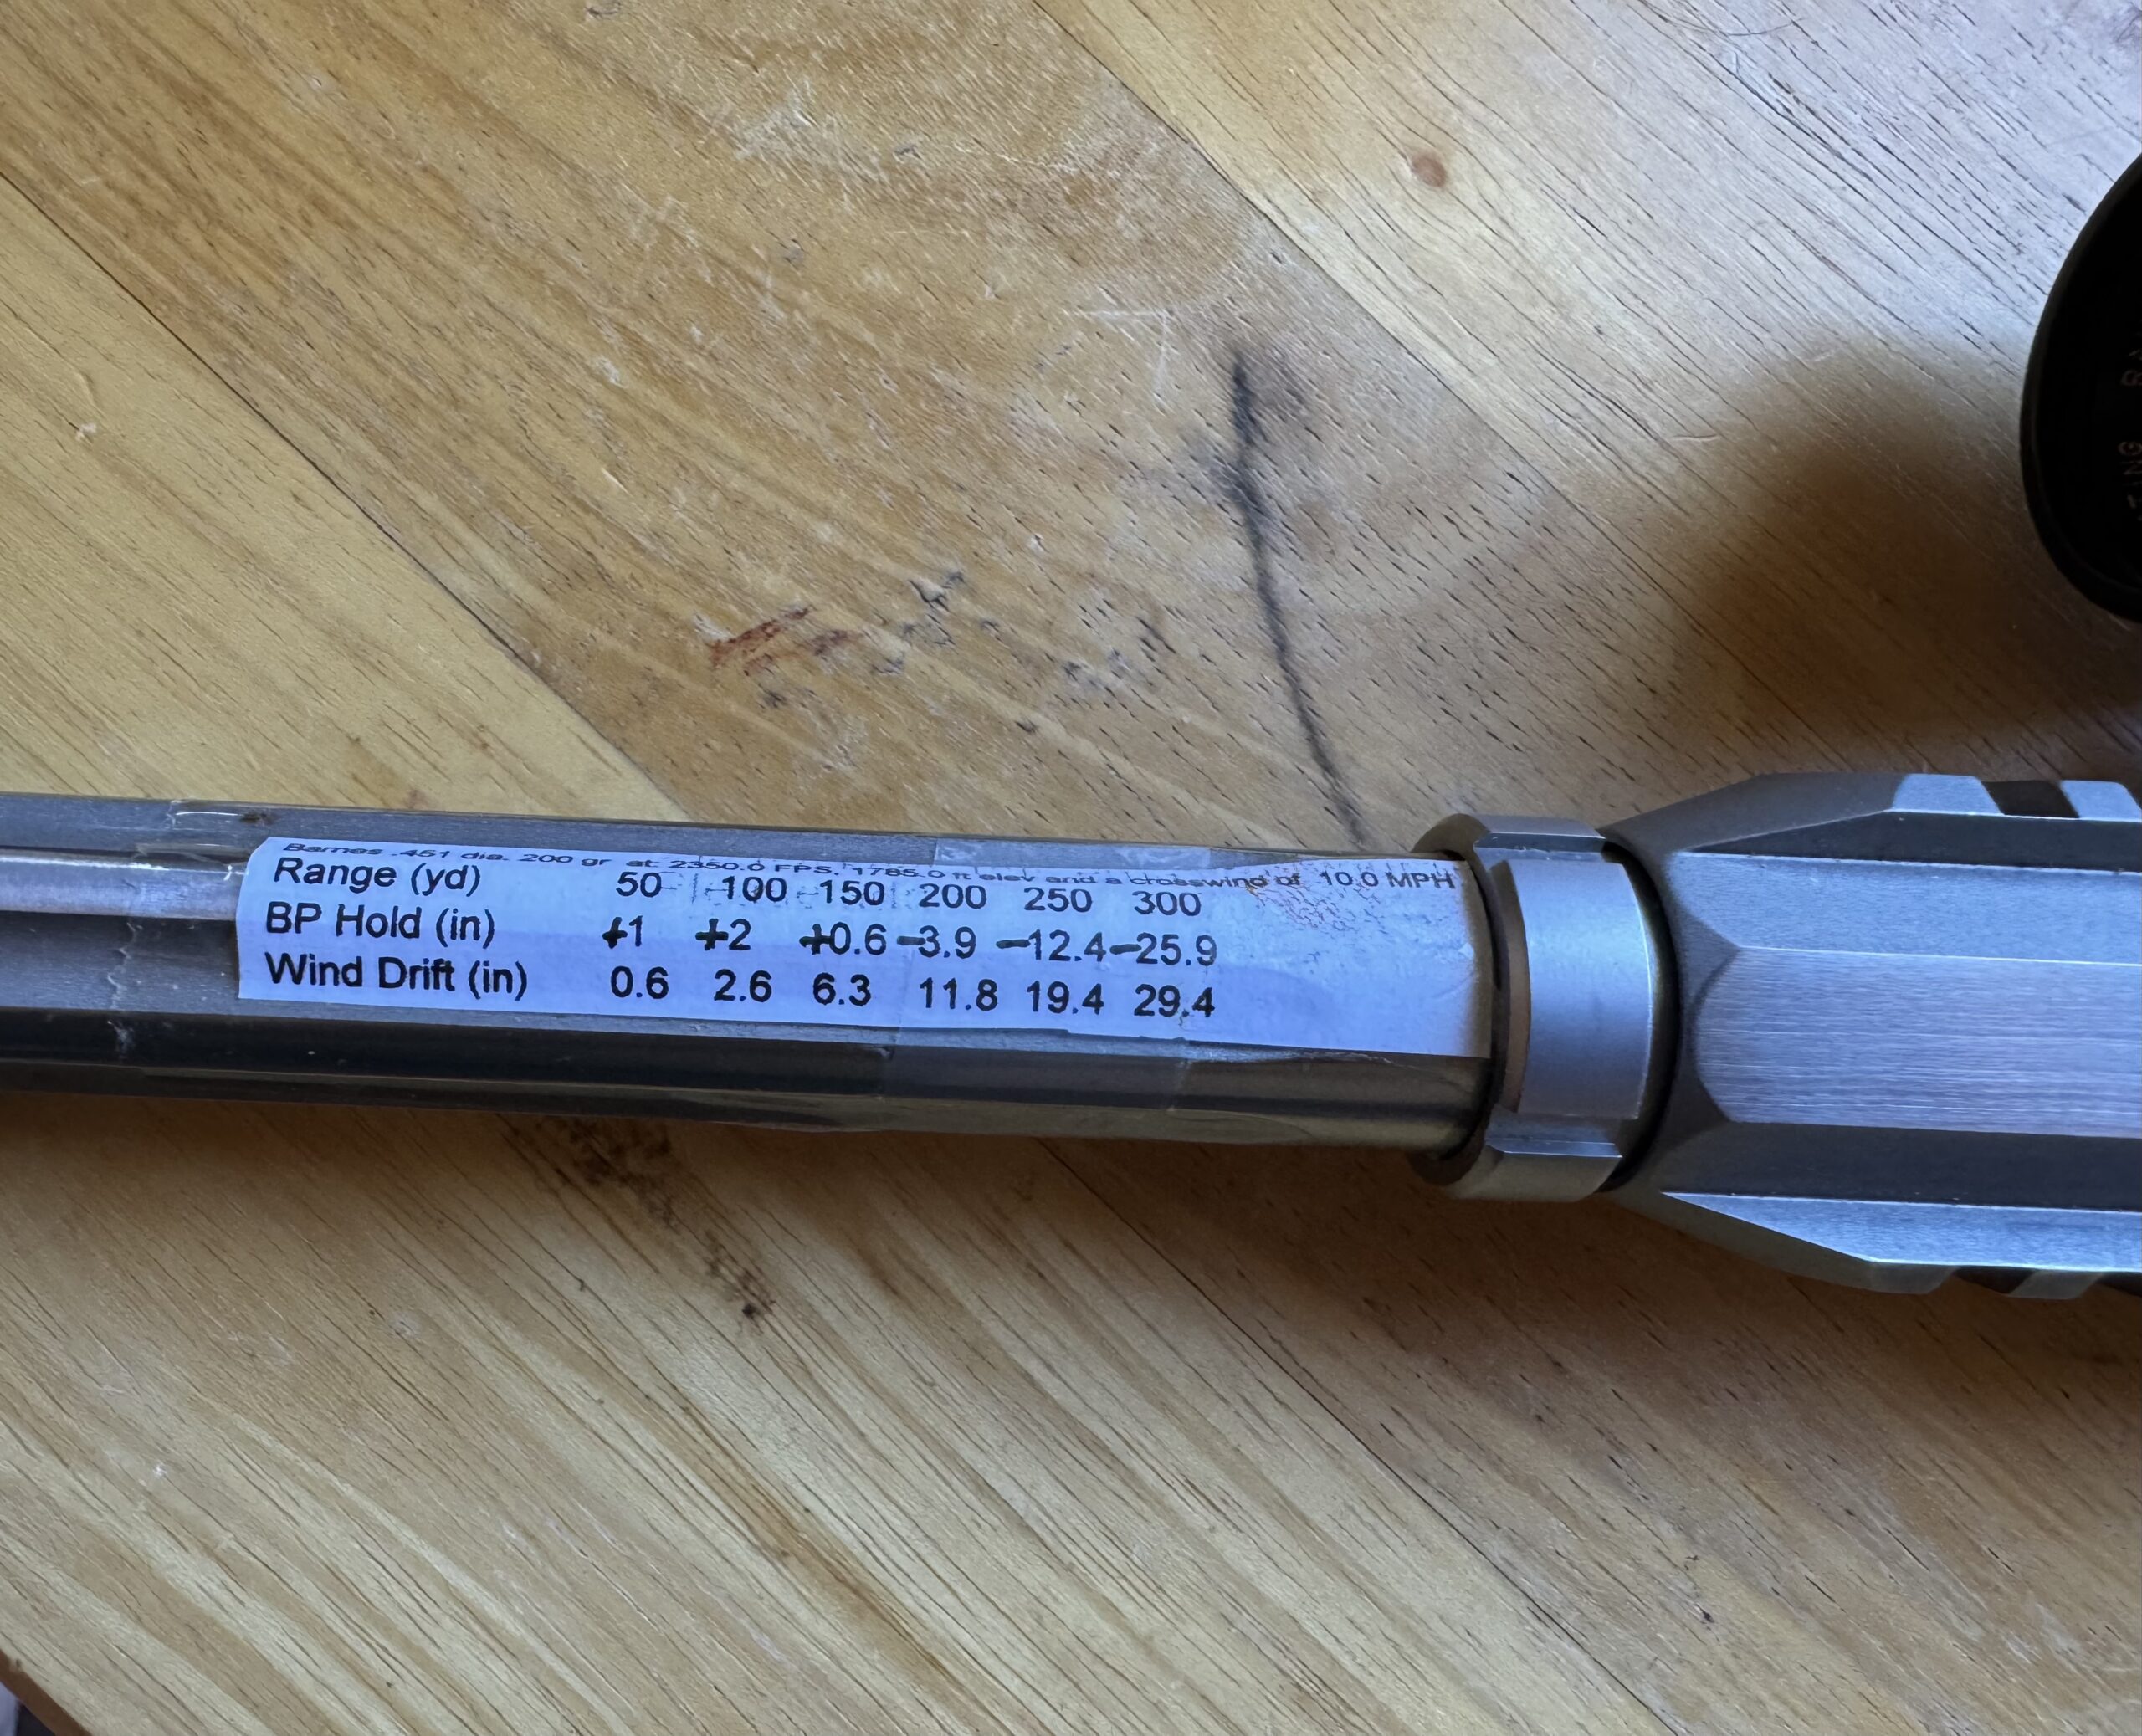 Barnes .451 dia. 200 gr at 2350.0 FPS, 1785.0 ft elev and a crosswind of 10.0 MPH
Range (yd) 50 100 150 200 250 300
BP Hold (in) +1 +2 +0.6 -3.9 -12.4 -25.9
Wind Drift (in) 0.6 2.6 6.3 11.8 19.4 29.4